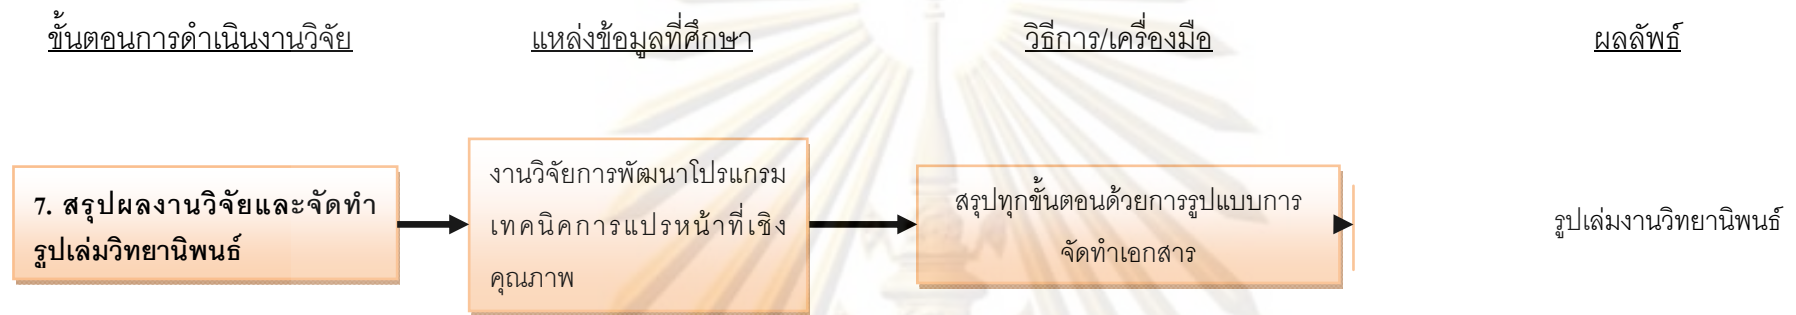 ขั้นตอนการดำเนินงานวิจัย
แหล่งข้อมูลที่ศึกษา
วิธีการ/เครื่องมือ
ผลลัพธ์
7. สรุปผลงานวิจัยและจัดทำ
รูปเล่มวิทยานิพนธ์
งานวิจัยการพัฒนาโปรแกรม
เทคนิคการแปรหน้าที่เชิง
คุณภาพ
สรุปทุกขั้นตอนด้วยการรูปแบบการ
จัดทำเอกสาร
รูปเล่มงานวิทยานิพนธ์